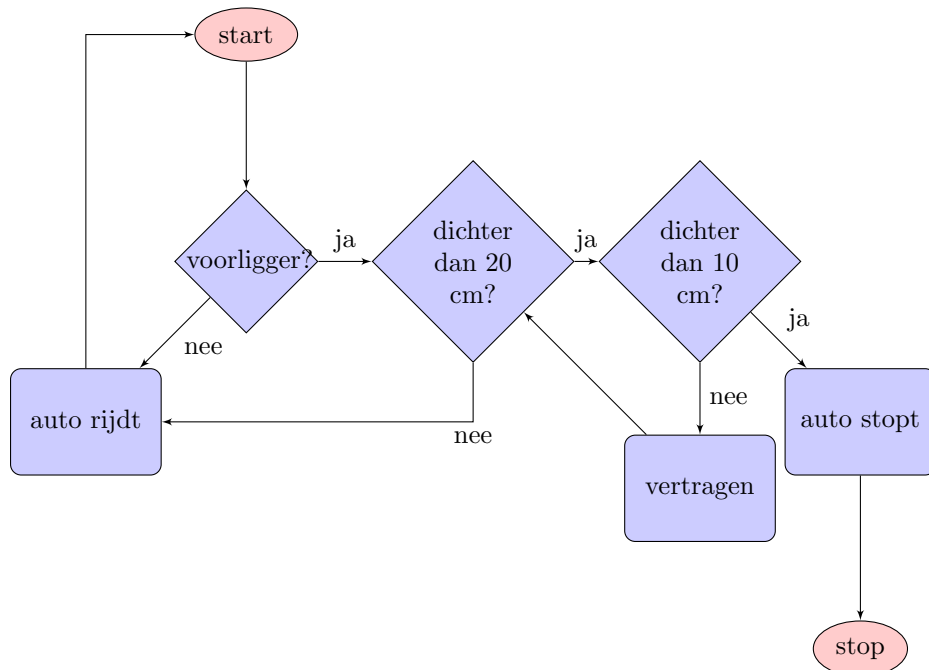 start
voorligger?
ja
dichter
dan 20
cm?
ja
dichter
dan 10
cm?
ja
nee
nee
nee
auto rijdt
vertragen
auto stopt
stop